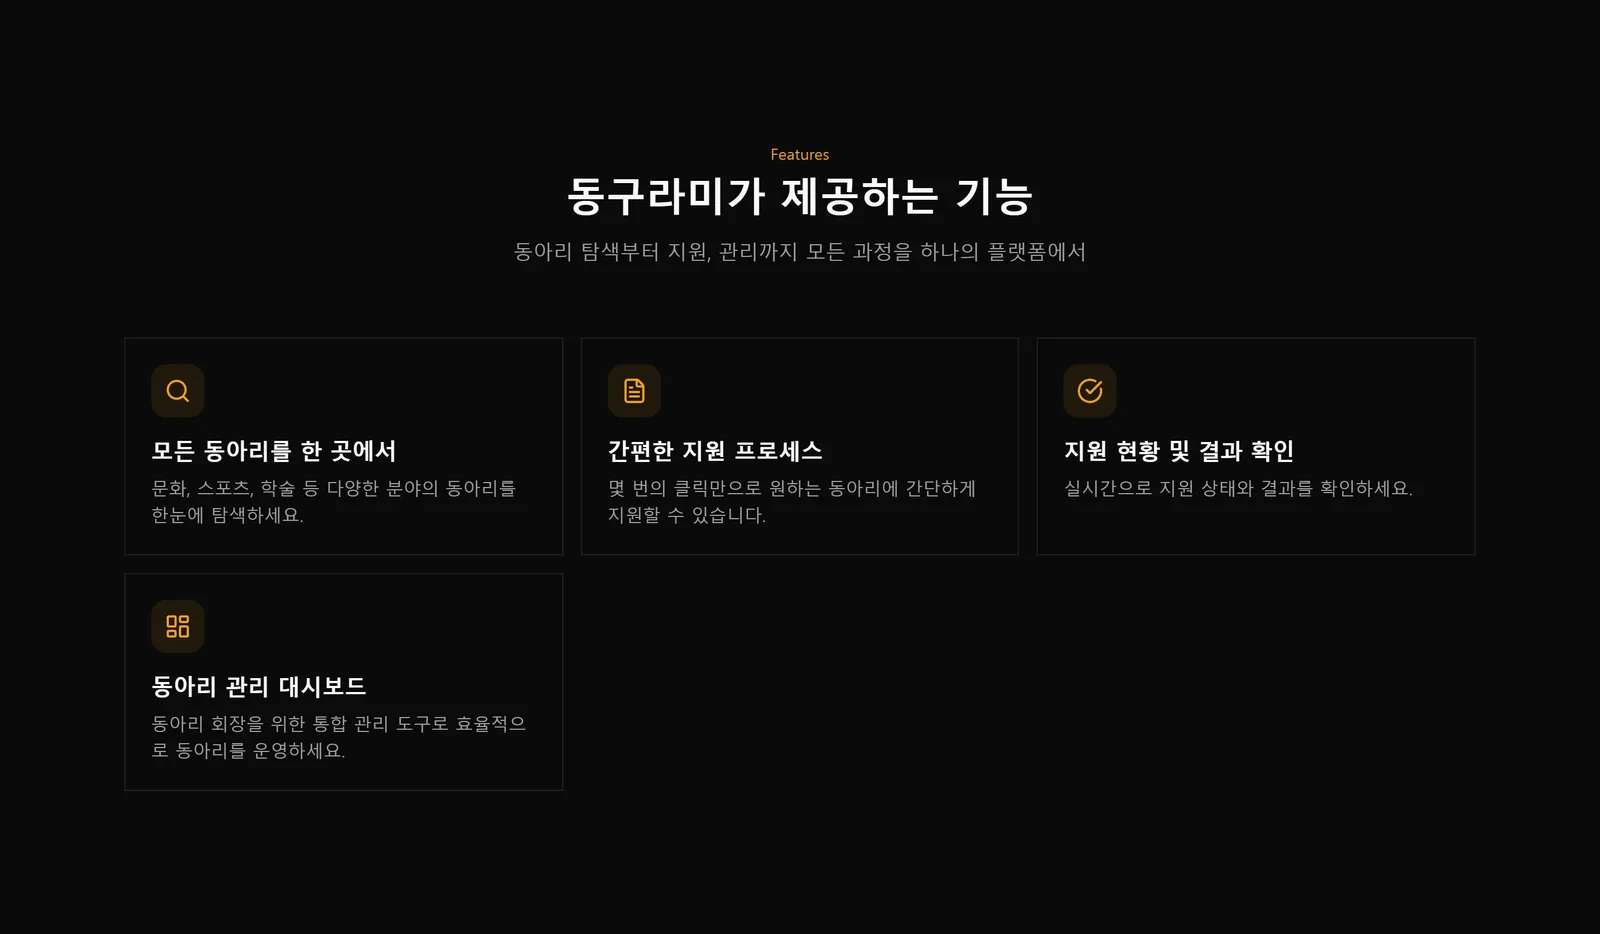 Features
동구라미가 제공하는 기능
동아리 탐색부터 지원, 관리까지 모든 과정을 하나의 플랫폼에서
모든 동아리를 한 곳에서
문화, 스포츠, 학술 등 다양한 분야의 동아리를
한눈에 탐색하세요.
간편한 지원 프로세스
몇 번의 클릭만으로 원하는 동아리에 간단하게
지원할 수 있습니다.
지원 현황 및 결과 확인
실시간으로 지원 상태와 결과를 확인하세요.
동아리 관리 대시보드
동아리 회장을 위한 통합 관리 도구로 효율적으
로 동아리를 운영하세요.